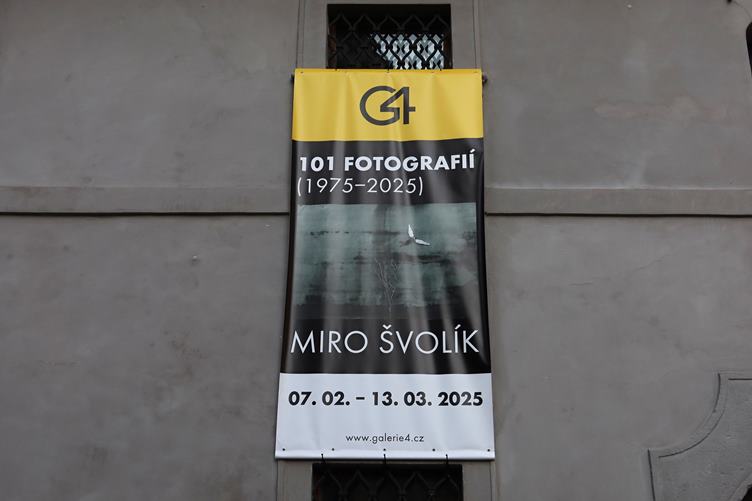 G4
101 FOTOGRAFIÍ
(1975–2025)
MIRO ŠVOLÍK
07. 02. – 13. 03. 2025
www.galerie4.cz